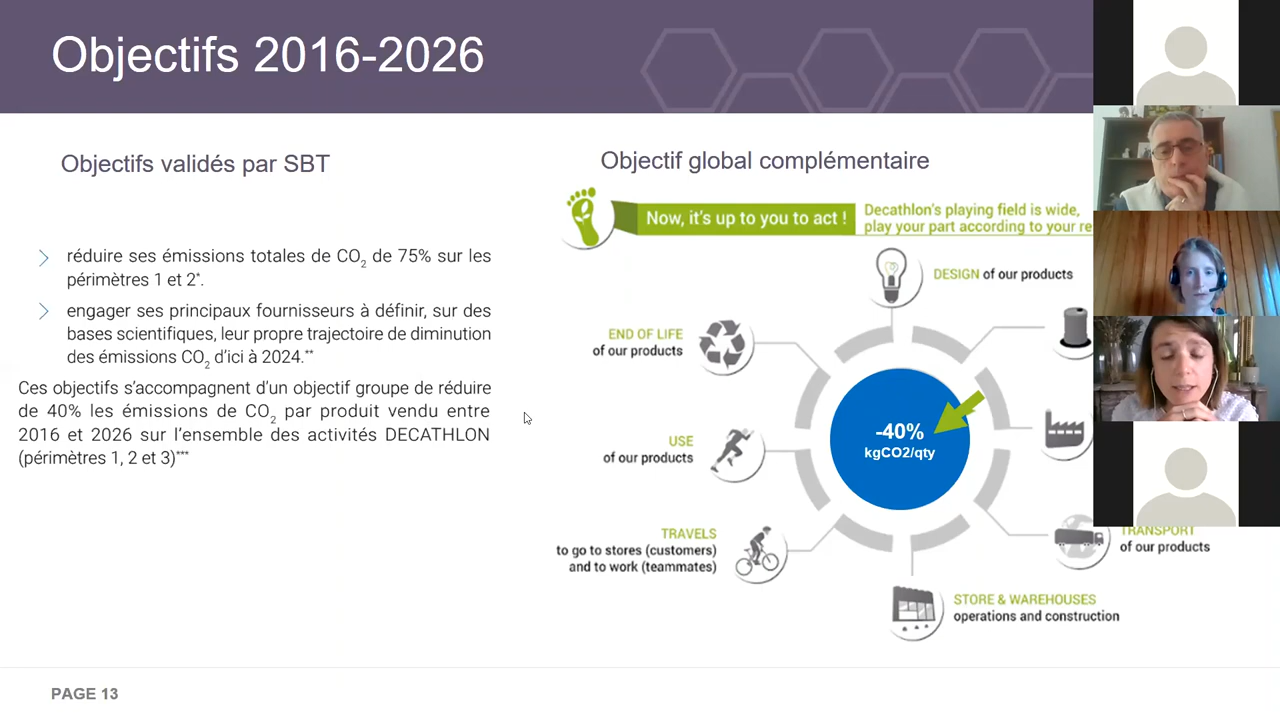 Objectifs 2016-2026
Objectifs validés par SBT
réduire ses émissions totales de CO2 de 75% sur les
périmètres 1 et 2*.
engager ses principaux fournisseurs à définir, sur des
bases scientifiques, leur propre trajectoire de diminution
des émissions CO2 d’ici à 2024.**
Ces objectifs s’accompagnent d’un objectif groupe de réduire
de 40% les émissions de CO2 par produit vendu entre
2016 et 2026 sur l’ensemble des activités DECATHLON
(périmètres 1, 2 et 3)***
Objectif global complémentaire
Now, it’s up to you to act !
Decathlon’s playing field is wide,
play your part according to your re
DESIGN of our products
END OF LIFE
of our products
USE
of our products
-40%
kgCO2/qty
TRAVELS
to go to stores (customers)
and to work (teammates)
TRANSPORT
of our products
STORE & WAREHOUSES
operations and construction
PAGE 13